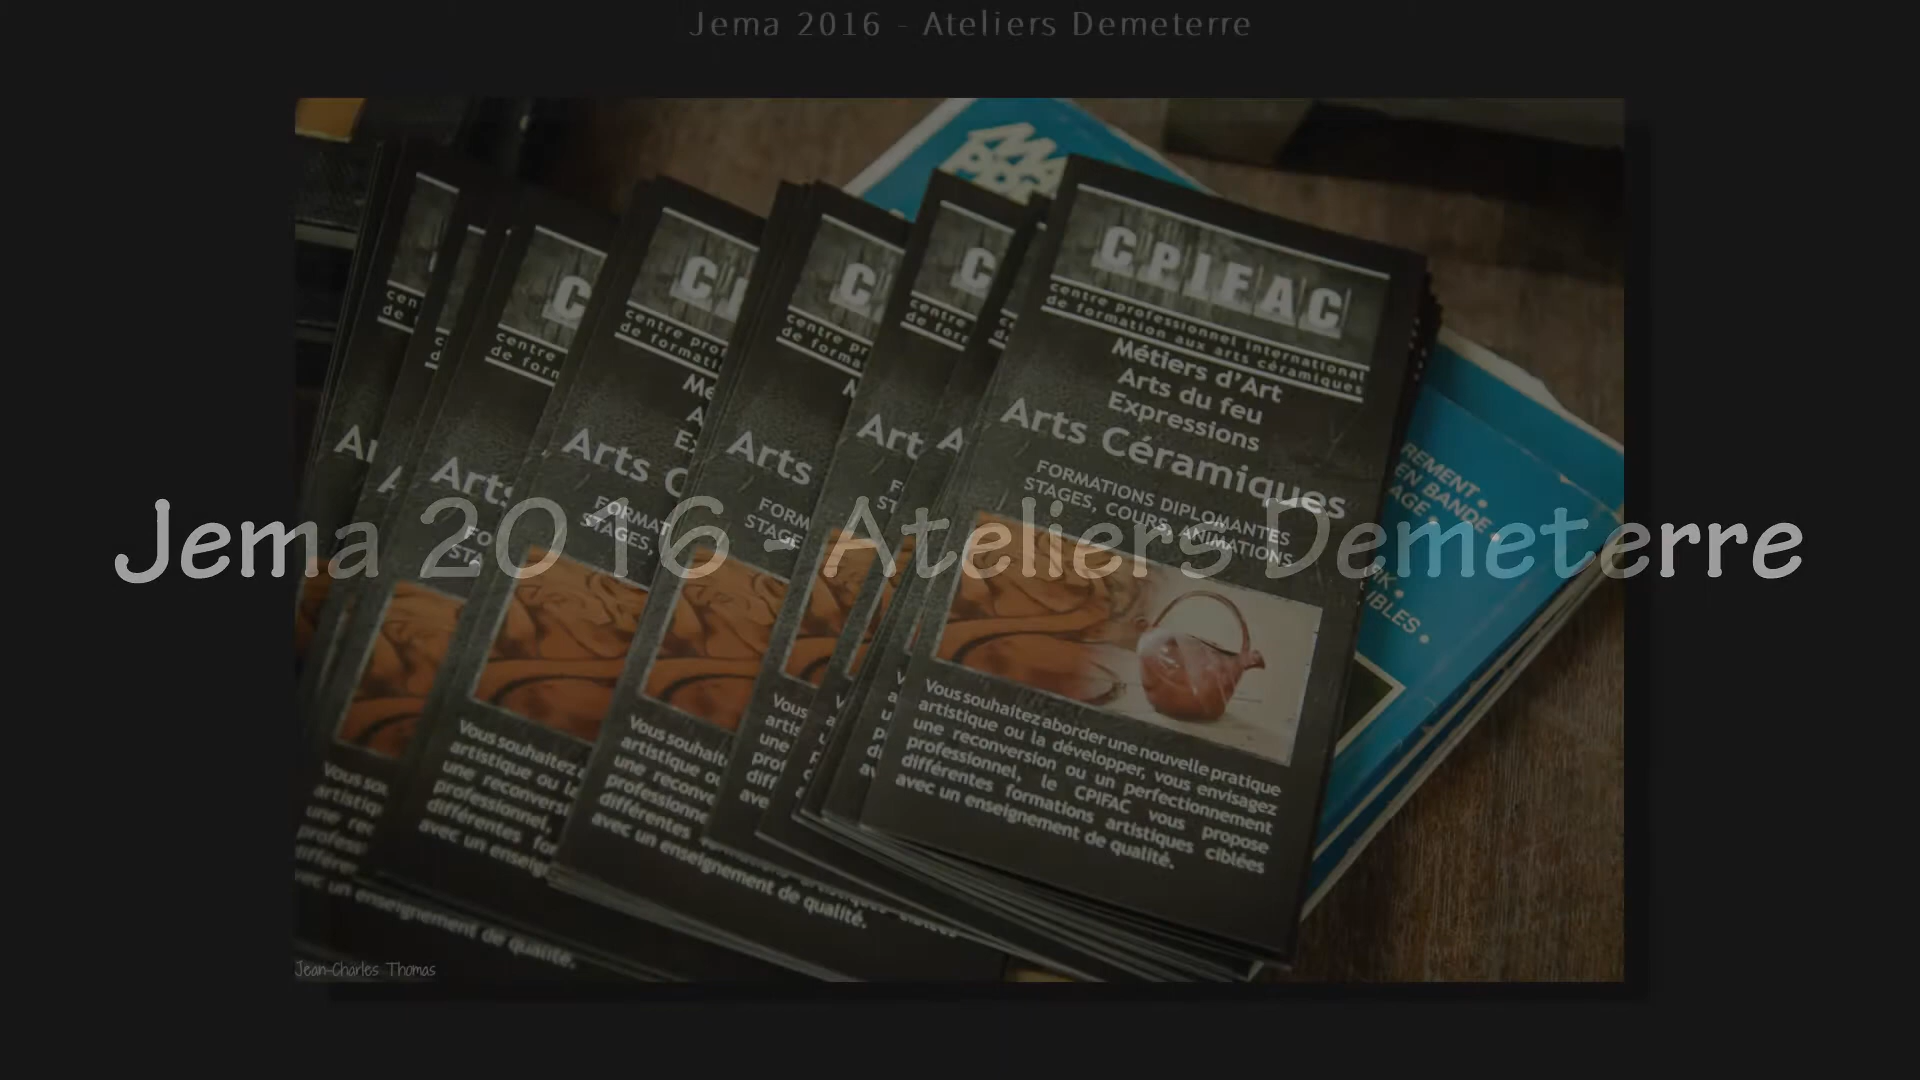 Jema 2016 - Ateliers Demeterre
CPIFAC
centre professionnel international
de formation aux arts céramiques
Métiers d'Art
Arts du feu
Expressions
Arts Céramiques
FORMATIONS DIPLOMANTES
STAGES, COURS, ANIMATIONS
Jema 2016 - Ateliers Demeterre
Vous souhaitez aborder une nouvelle pratique
artistique ou la développer, vous envisagez
une reconversion ou un perfectionnement
professionnel, le CPIFAC vous propose
différentes formations artistiques ciblées
avec un enseignement de qualité.
EN BANDE
Jean-Charles Thomas